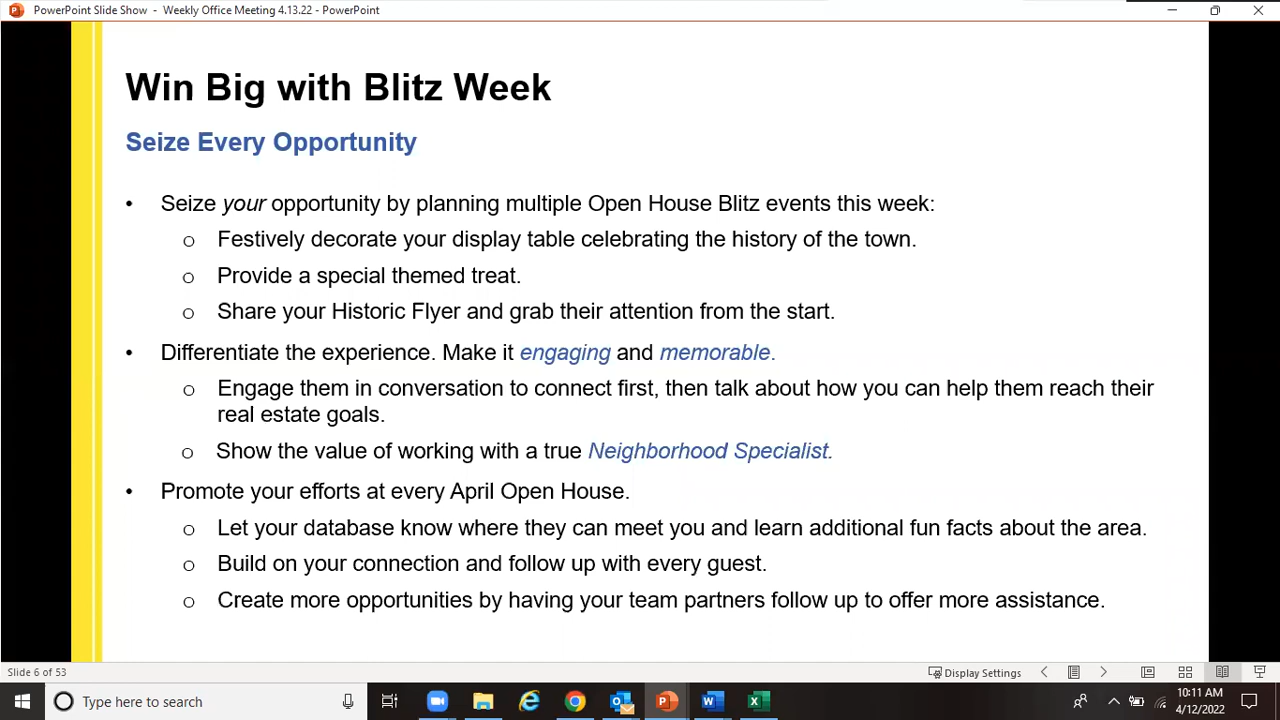 PowerPoint Slide Show - Weekly Office Meeting 4.13.22 - PowerPoint
Win Big with Blitz Week
Seize Every Opportunity
• Seize your opportunity by planning multiple Open House Blitz events this week:
o Festively decorate your display table celebrating the history of the town.
o Provide a special themed treat.
o Share your Historic Flyer and grab their attention from the start.
• Differentiate the experience. Make it engaging and memorable.
o Engage them in conversation to connect first, then talk about how you can help them reach their
real estate goals.
o Show the value of working with a true Neighborhood Specialist.
• Promote your efforts at every April Open House.
o Let your database know where they can meet you and learn additional fun facts about the area.
o Build on your connection and follow up with every guest.
o Create more opportunities by having your team partners follow up to offer more assistance.
Slide 6 of 53
Display Settings
Type here to search
10:11 AM
4/12/2022